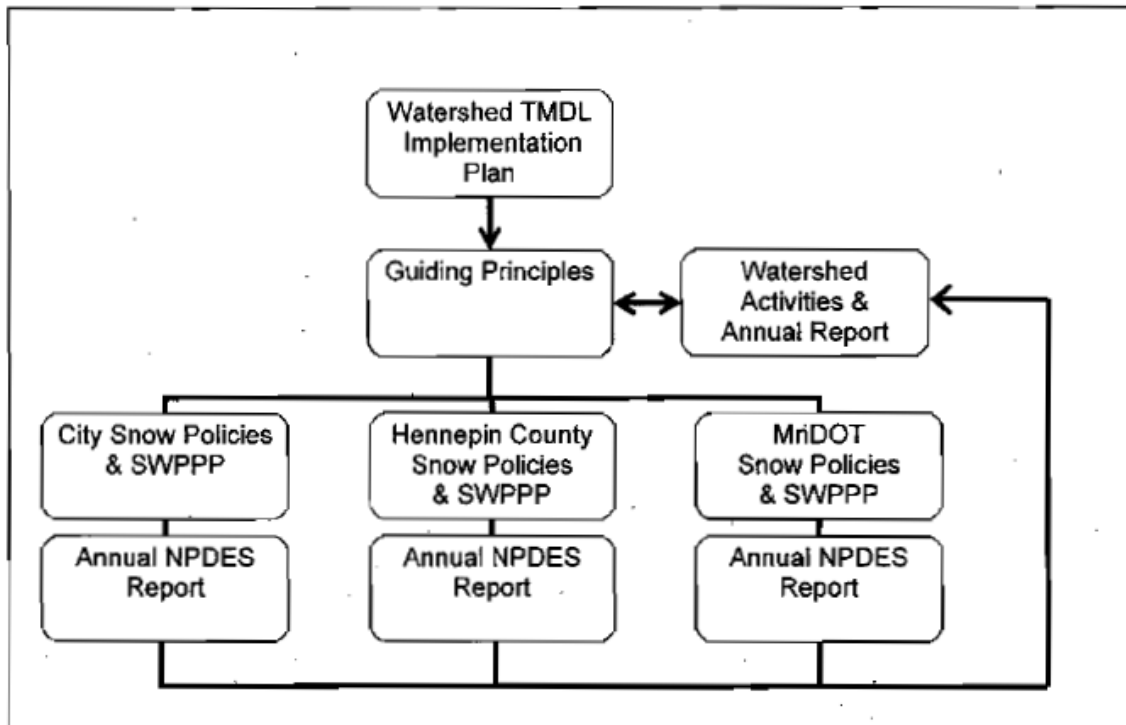 Watershed TMDL
Implementation
Plan
Guiding Principles
Watershed
Activities &
Annual Report
City Snow Policies
& SWPPP
Hennepin County
Snow Policies
& SWPPP
MnDOT
Snow Policies
& SWPPP
Annual NPDES
Report
Annual NPDES
Report
Annual NPDES
Report